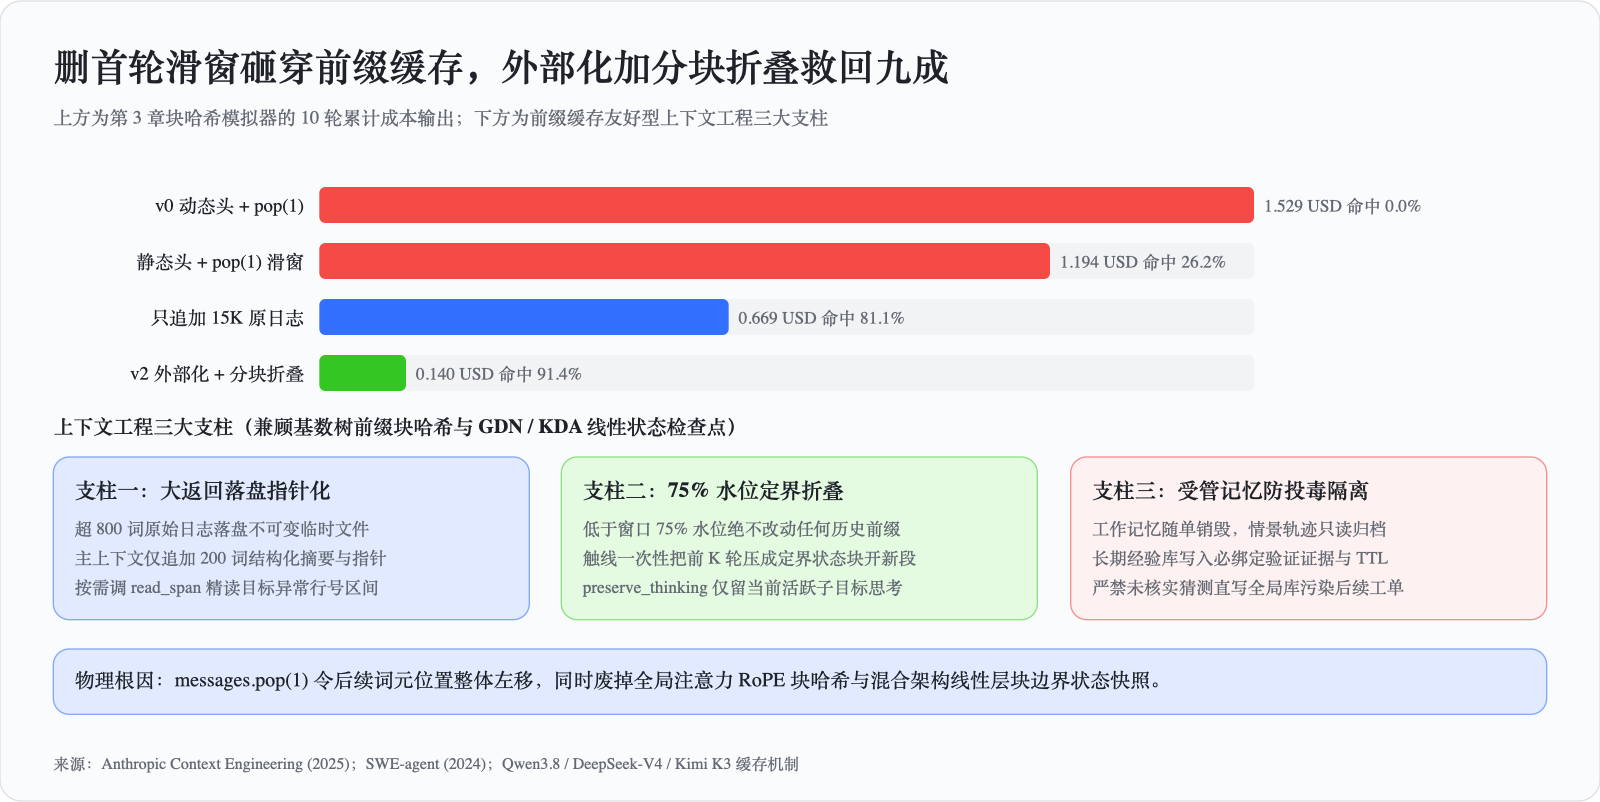 删首轮滑窗砸穿前缀缓存，外部化加分块折叠救回九成
上方为第 3 章块哈希模拟器的 10 轮累计成本输出；下方为前缀缓存友好型上下文工程三大支柱
v0 动态头 + pop(1)
1.529 USD 命中 0.0%
静态头 + pop(1) 滑窗
1.194 USD 命中 26.2%
只追加 15K 原日志
0.669 USD 命中 81.1%
v2 外部化 + 分块折叠
0.140 USD 命中 91.4%
上下文工程三大支柱（兼顾基数树前缀块哈希与 GDN / KDA 线性状态检查点）
支柱一：大返回落盘指针化
超 800 词原始日志落盘不可变临时文件
主上下文仅追加 200 词结构化摘要与指针
按需调 read_span 精读目标异常行号区间
支柱二：75% 水位定界折叠
低于窗口 75% 水位绝不改动任何历史前缀
触线一次性把前 K 轮压成定界状态块开新段
preserve_thinking 仅留当前活跃子目标思考
支柱三：受管记忆防投毒隔离
工作记忆随单销毁，情景轨迹只读归档
长期经验库写入必绑定验证证据与 TTL
严禁未核实猜测直写全局库污染后续工单
物理根因：messages.pop(1) 令后续词元位置整体左移，同时废掉全局注意力 RoPE 块哈希与混合架构线性层块边界状态快照。
来源：Anthropic Context Engineering (2025)；SWE-agent (2024)；Qwen3.8 / DeepSeek-V4 / Kimi K3 缓存机制